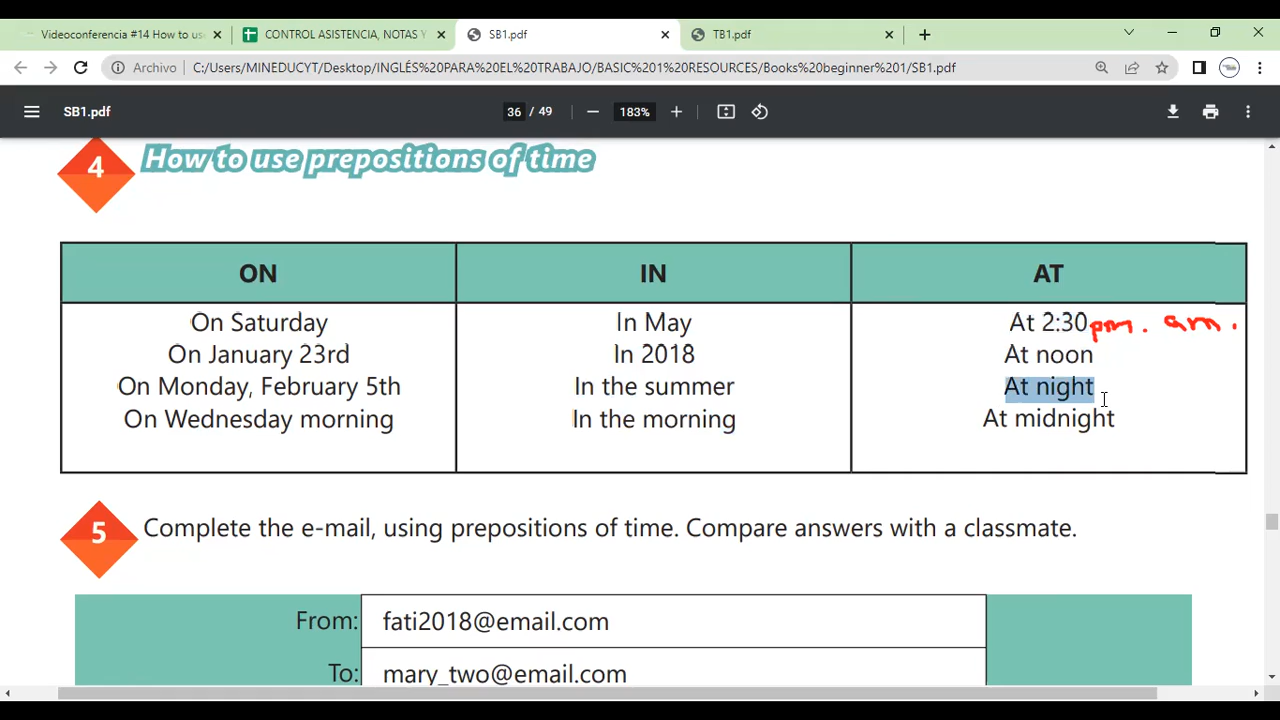 Videoconferencia #14 How to us
CONTROL ASISTENCIA, NOTAS Y
SB1.pdf
TB1.pdf
Archivo
C:/Users/MINEDUCYT/Desktop/INGLÉS%20PARA%20EL%20TRABAJO/BASIC%201%20RESOURCES/Books%20beginner%201/SB1.pdf
SB1.pdf
36 / 49
183%
4
How to use prepositions of time
ON
IN
AT
On Saturday
On January 23rd
On Monday, February 5th
On Wednesday morning
In May
In 2018
In the summer
In the morning
At 2:30 pm. am.
At noon
At night
At midnight
5
Complete the e-mail, using prepositions of time. Compare answers with a classmate.
From:
fati2018@email.com
To:
mary_two@email.com